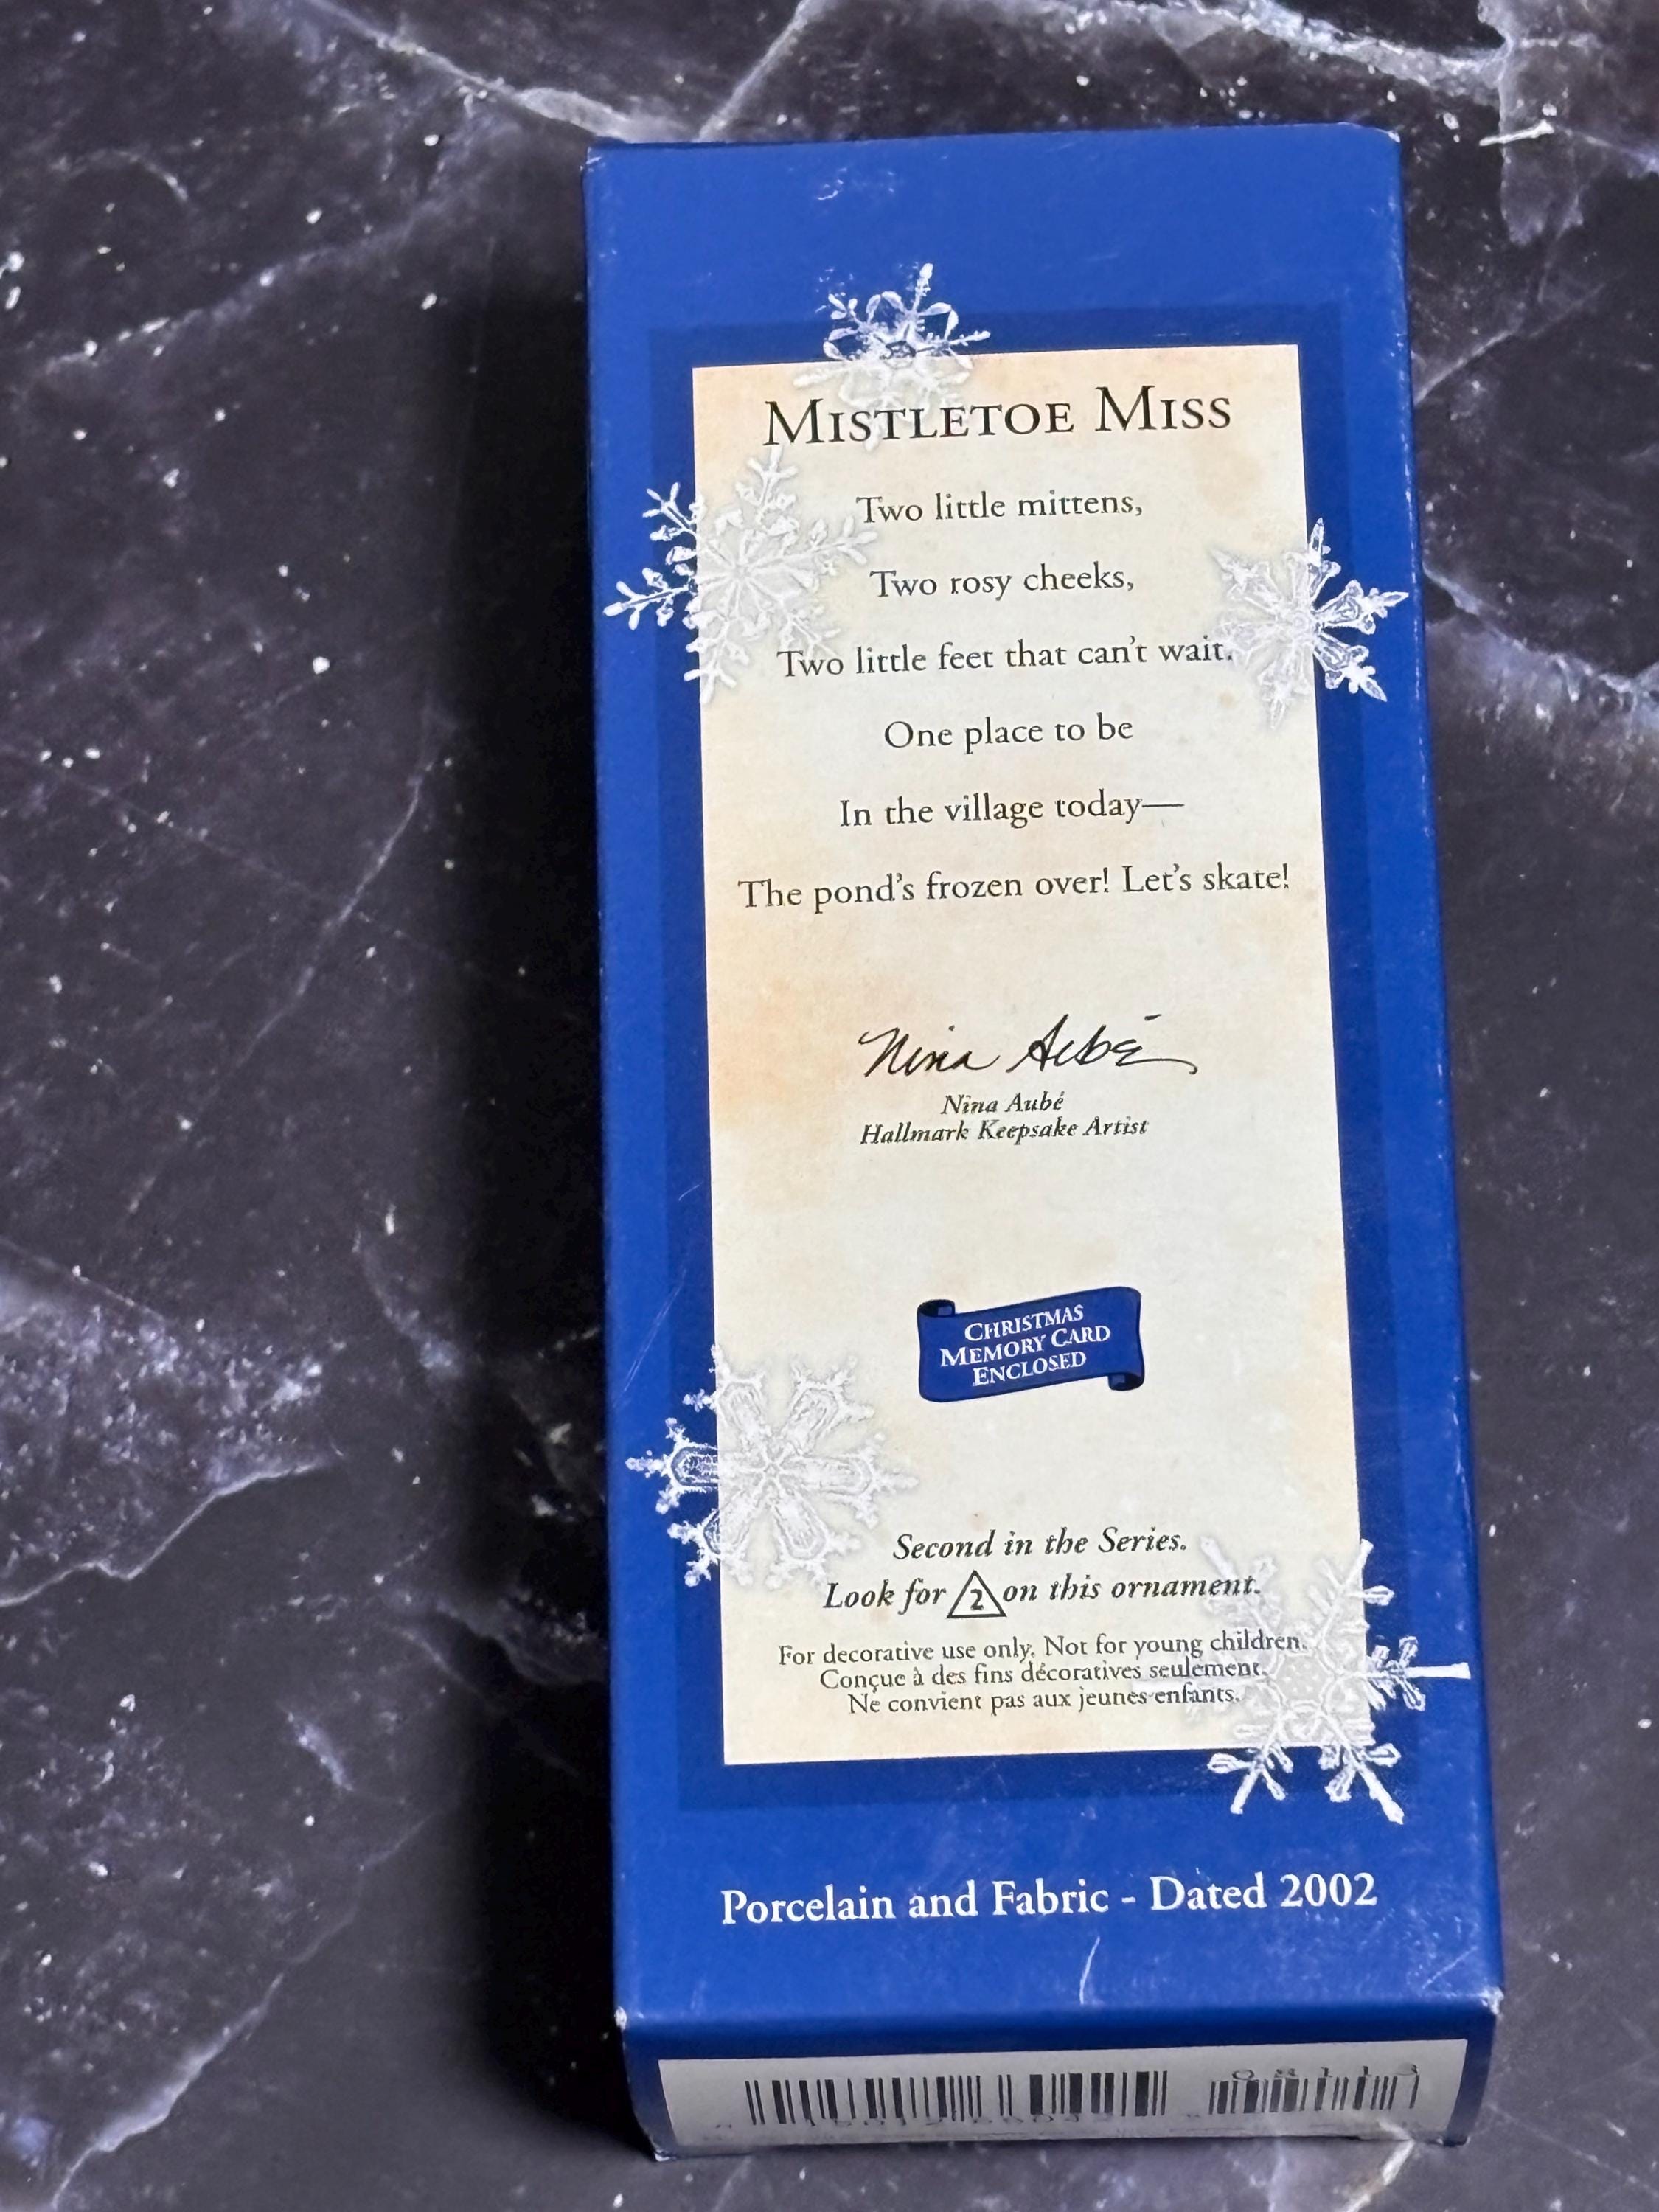 MISTLETOE MISS
Two little mittens,
Two rosy cheeks,
Two little feet that can't wait.
One place to be
In the village today—
The pond's frozen over! Let's skate!
Nina Aubé
Nina Aubé
Hallmark Keepsake Artist
CHRISTMAS
MEMORY CARD
ENCLOSED
Second in the Series.
Look for 2 on this ornament.
For decorative use only. Not for young children.
Conçue à des fins décoratives seulement.
Ne convient pas aux jeunes enfants.
Porcelain and Fabric - Dated 2002